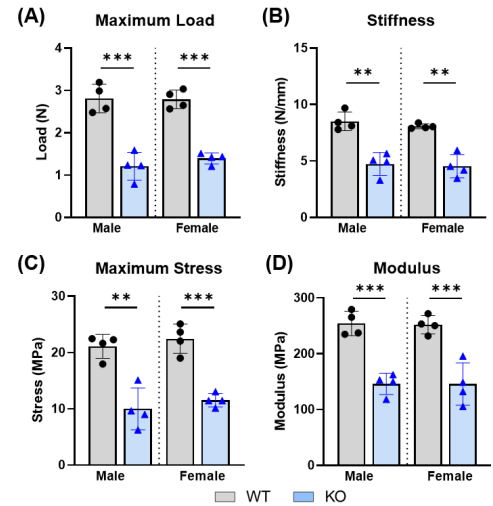 (A) Maximum Load
Load (N)
4
3
2
1
0
*** ***
Male Female
(B) Stiffness
Stiffness (N/mm)
15
10
5
0
** **
Male Female
(C) Maximum Stress
Stress (MPa)
30
20
10
0
** ***
Male Female
(D) Modulus
Modulus (MPa)
300
200
100
0
*** ***
Male Female
WT KO